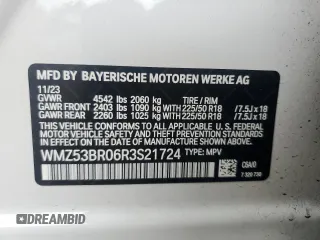 MFD BY BAYERISCHE MOTOREN WERKE AG
11/23
GVWR 4542 lbs 2060 kg TIRE / RIM
GAWR FRONT 2403 lbs 1090 kg WITH 225/50 R18 /7.5J x 18
GAWR REAR 2260 lbs 1025 kg WITH 225/50 R18 /7.5J x 18
THIS VEHICLE CONFORMS TO ALL APPLICABLE FEDERAL MOTOR
VEHICLE SAFETY, BUMPER, AND THEFT PREVENTION STANDARDS IN
EFFECT ON THE DATE OF MANUFACTURE SHOWN ABOVE.
WMZ53BR06R3S21724 TYPE: MPV